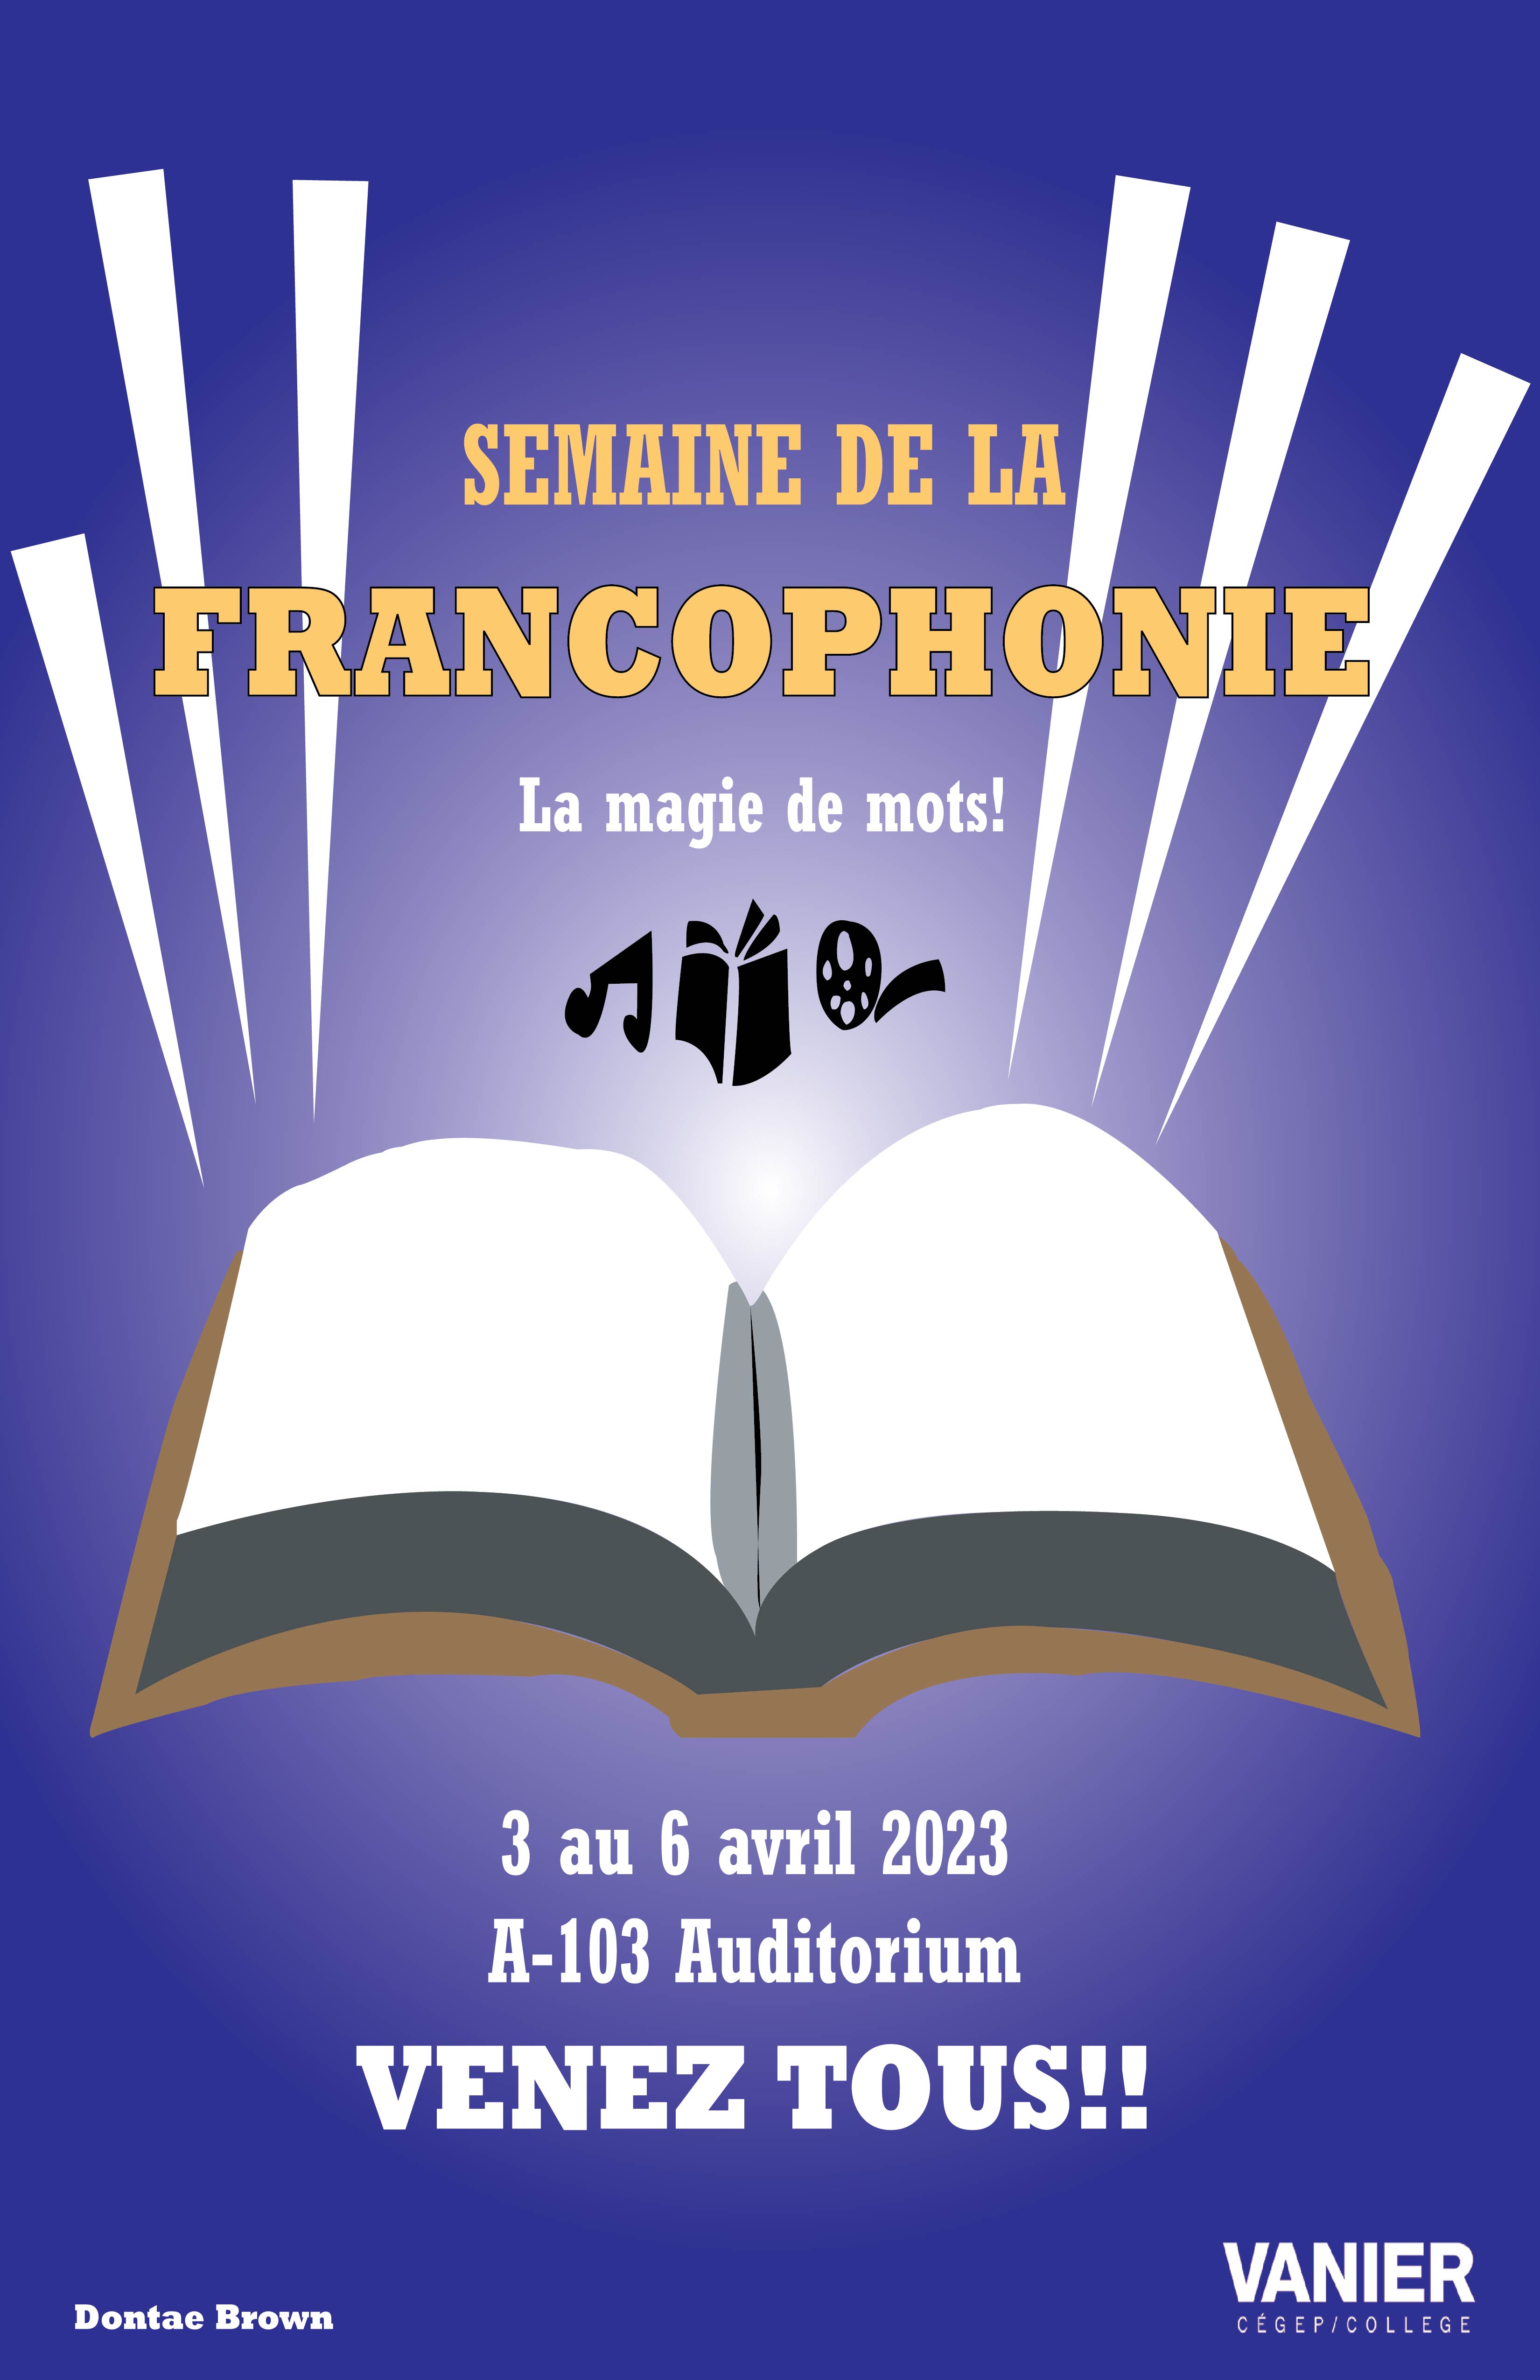 SEMAINE DE LA
FRANCOPHONIE
La magie de mots!
3 au 6 avril 2023
A-103 Auditorium
VENEZ TOUS!!
Dontae Brown
VANIER
CÉGEP/COLLEGE